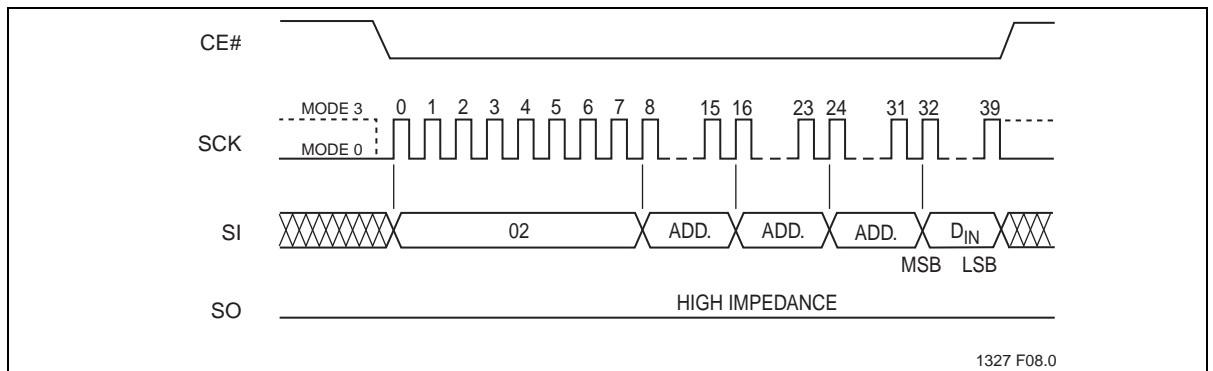 CE#
MODE 3 0 1 2 3 4 5 6 7 8 15 16 23 24 31 32 39
SCK
MODE 0
SI 02 ADD. ADD. ADD. DIN
MSB LSB
HIGH IMPEDANCE
SO
1327 F08.0